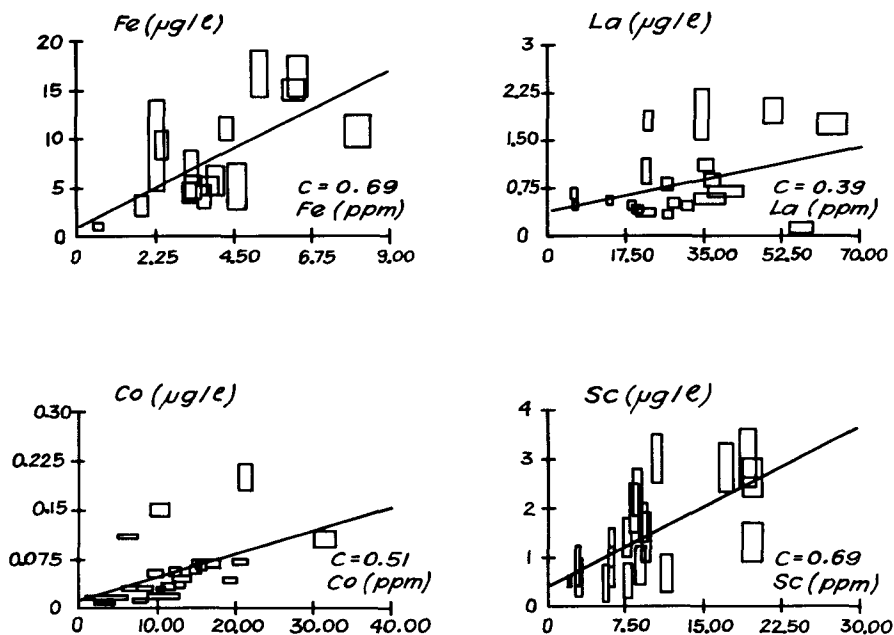 Fe (µg/l)
20
15
10
5
0
0 2.25 4.50 6.75 9.00
C = 0.69
Fe (ppm)
La (µg/l)
3
2.25
1.50
0.75
0
0 17.50 35.00 52.50 70.00
C = 0.39
La (ppm)
Co (µg/l)
0.30
0.225
0.15
0.075
0
0 10.00 20.00 30.00 40.00
C = 0.51
Co (ppm)
Sc (µg/l)
4
3
2
1
0
0 7.50 15.00 22.50 30.00
C = 0.69
Sc (ppm)